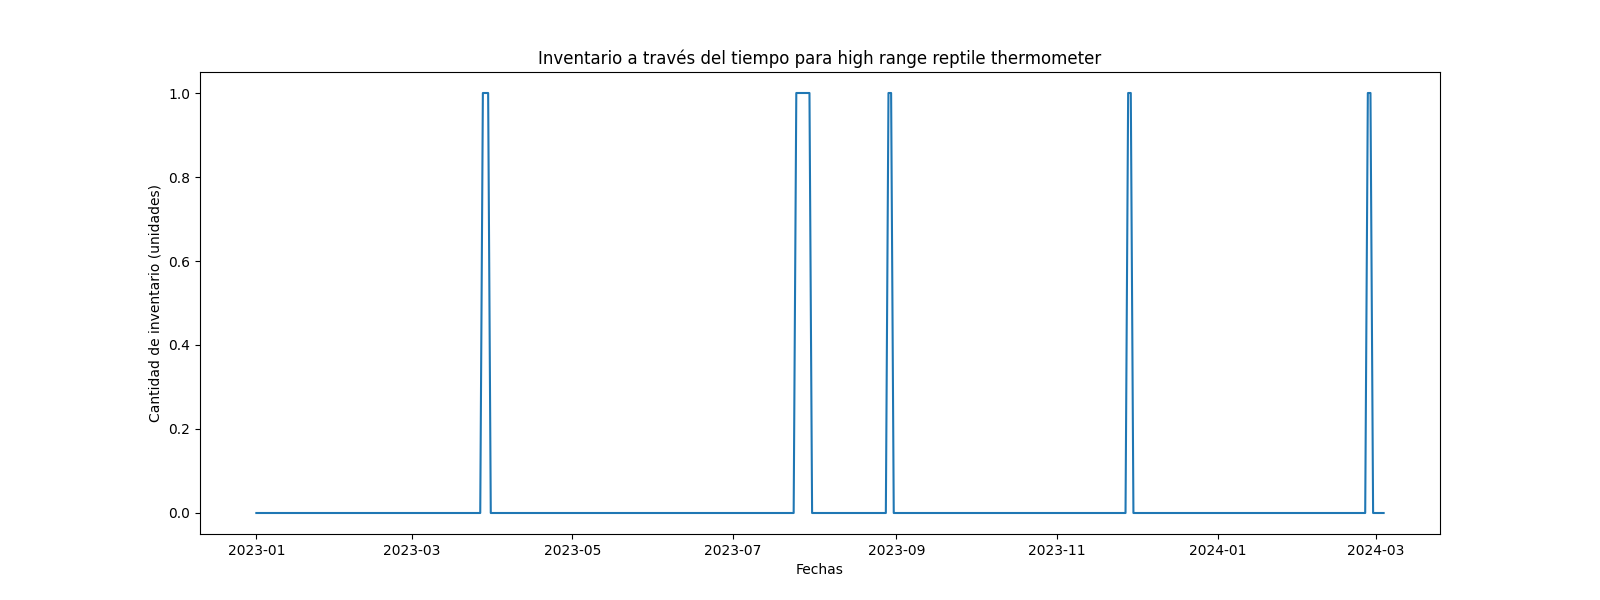 Inventario a través del tiempo para high range reptile thermometer
Cantidad de inventario (unidades)
1.0
0.8
0.6
0.4
0.2
0.0
2023-01 2023-03 2023-05 2023-07 2023-09 2023-11 2024-01 2024-03
Fechas